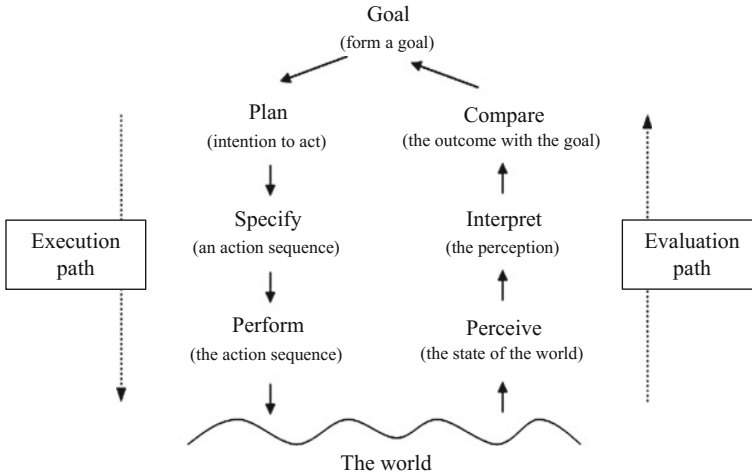 Goal
(form a goal)
Plan
(intention to act)
Compare
(the outcome with the goal)
Execution
path
Specify
(an action sequence)
Interpret
(the perception)
Evaluation
path
Perform
(the action sequence)
Perceive
(the state of the world)
The world